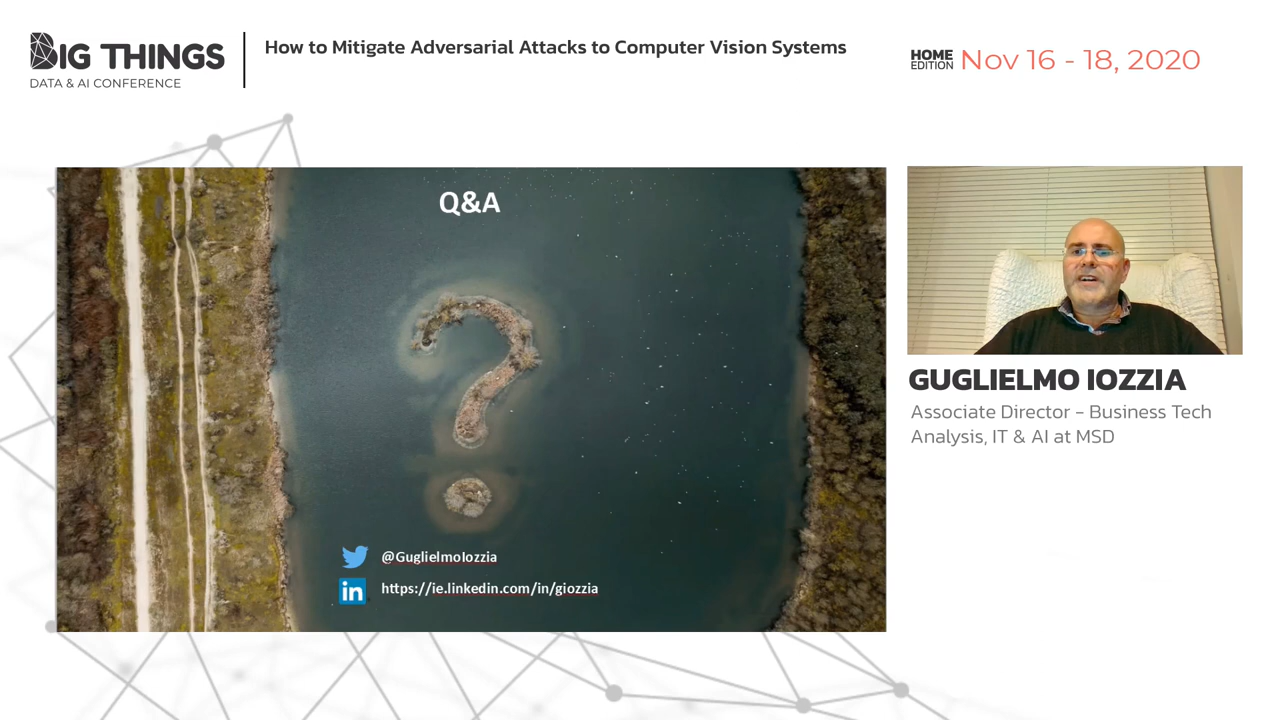 BIG THINGS
DATA & AI CONFERENCE
How to Mitigate Adversarial Attacks to Computer Vision Systems
HOME
EDITION
Nov 16 - 18, 2020
Q&A
@GuglielmoIozzia
in
https://ie.linkedin.com/in/giozzia
GUGLIELMO IOZZIA
Associate Director - Business Tech
Analysis, IT & AI at MSD